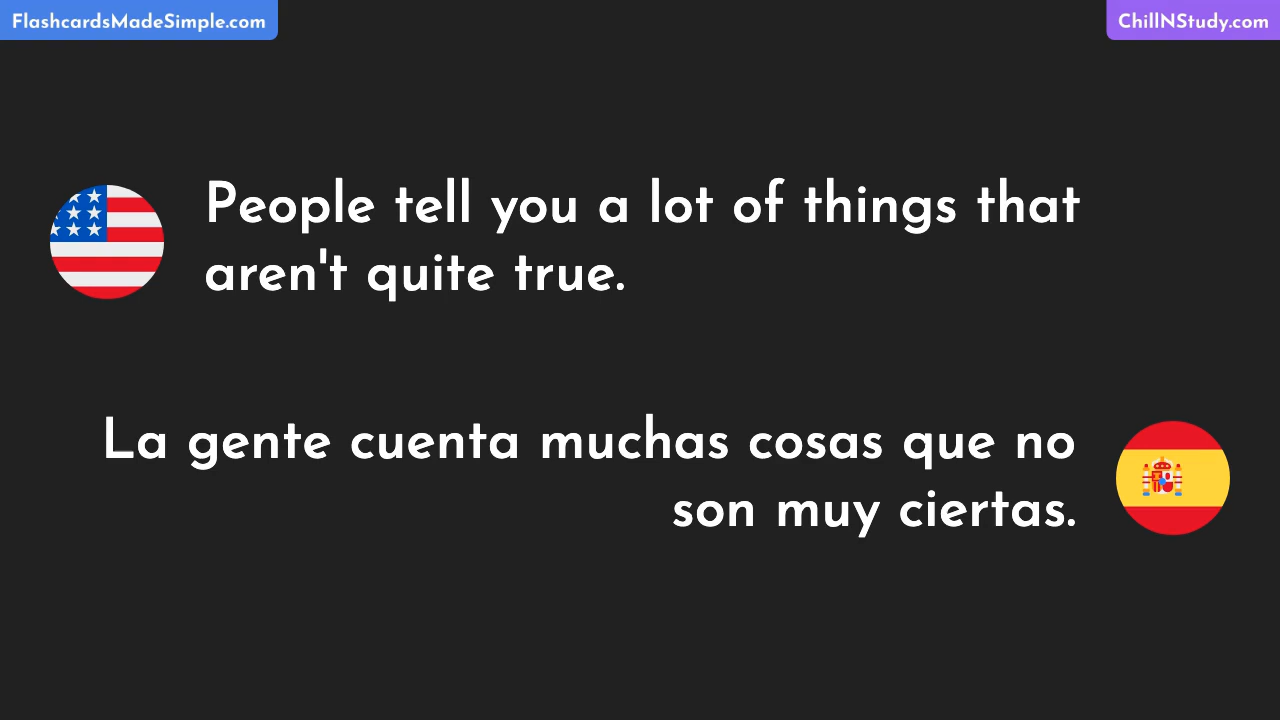 FlashcardsMadeSimple.com
ChillNStudy.com
People tell you a lot of things that
aren't quite true.
La gente cuenta muchas cosas que no
son muy ciertas.